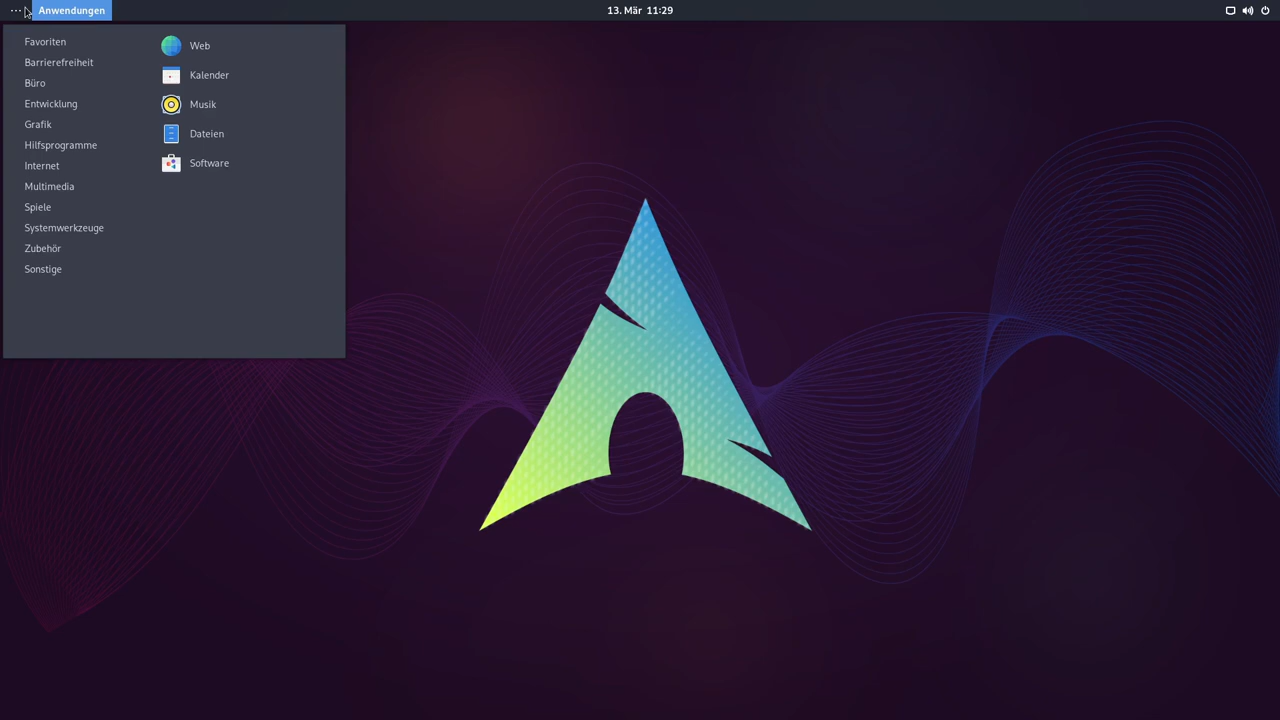 Anwendungen
13. Mär 11:29
Favoriten
Barrierefreiheit
Büro
Entwicklung
Grafik
Hilfsprogramme
Internet
Multimedia
Spiele
Systemwerkzeuge
Zubehör
Sonstige
Web
Kalender
Musik
Dateien
Software